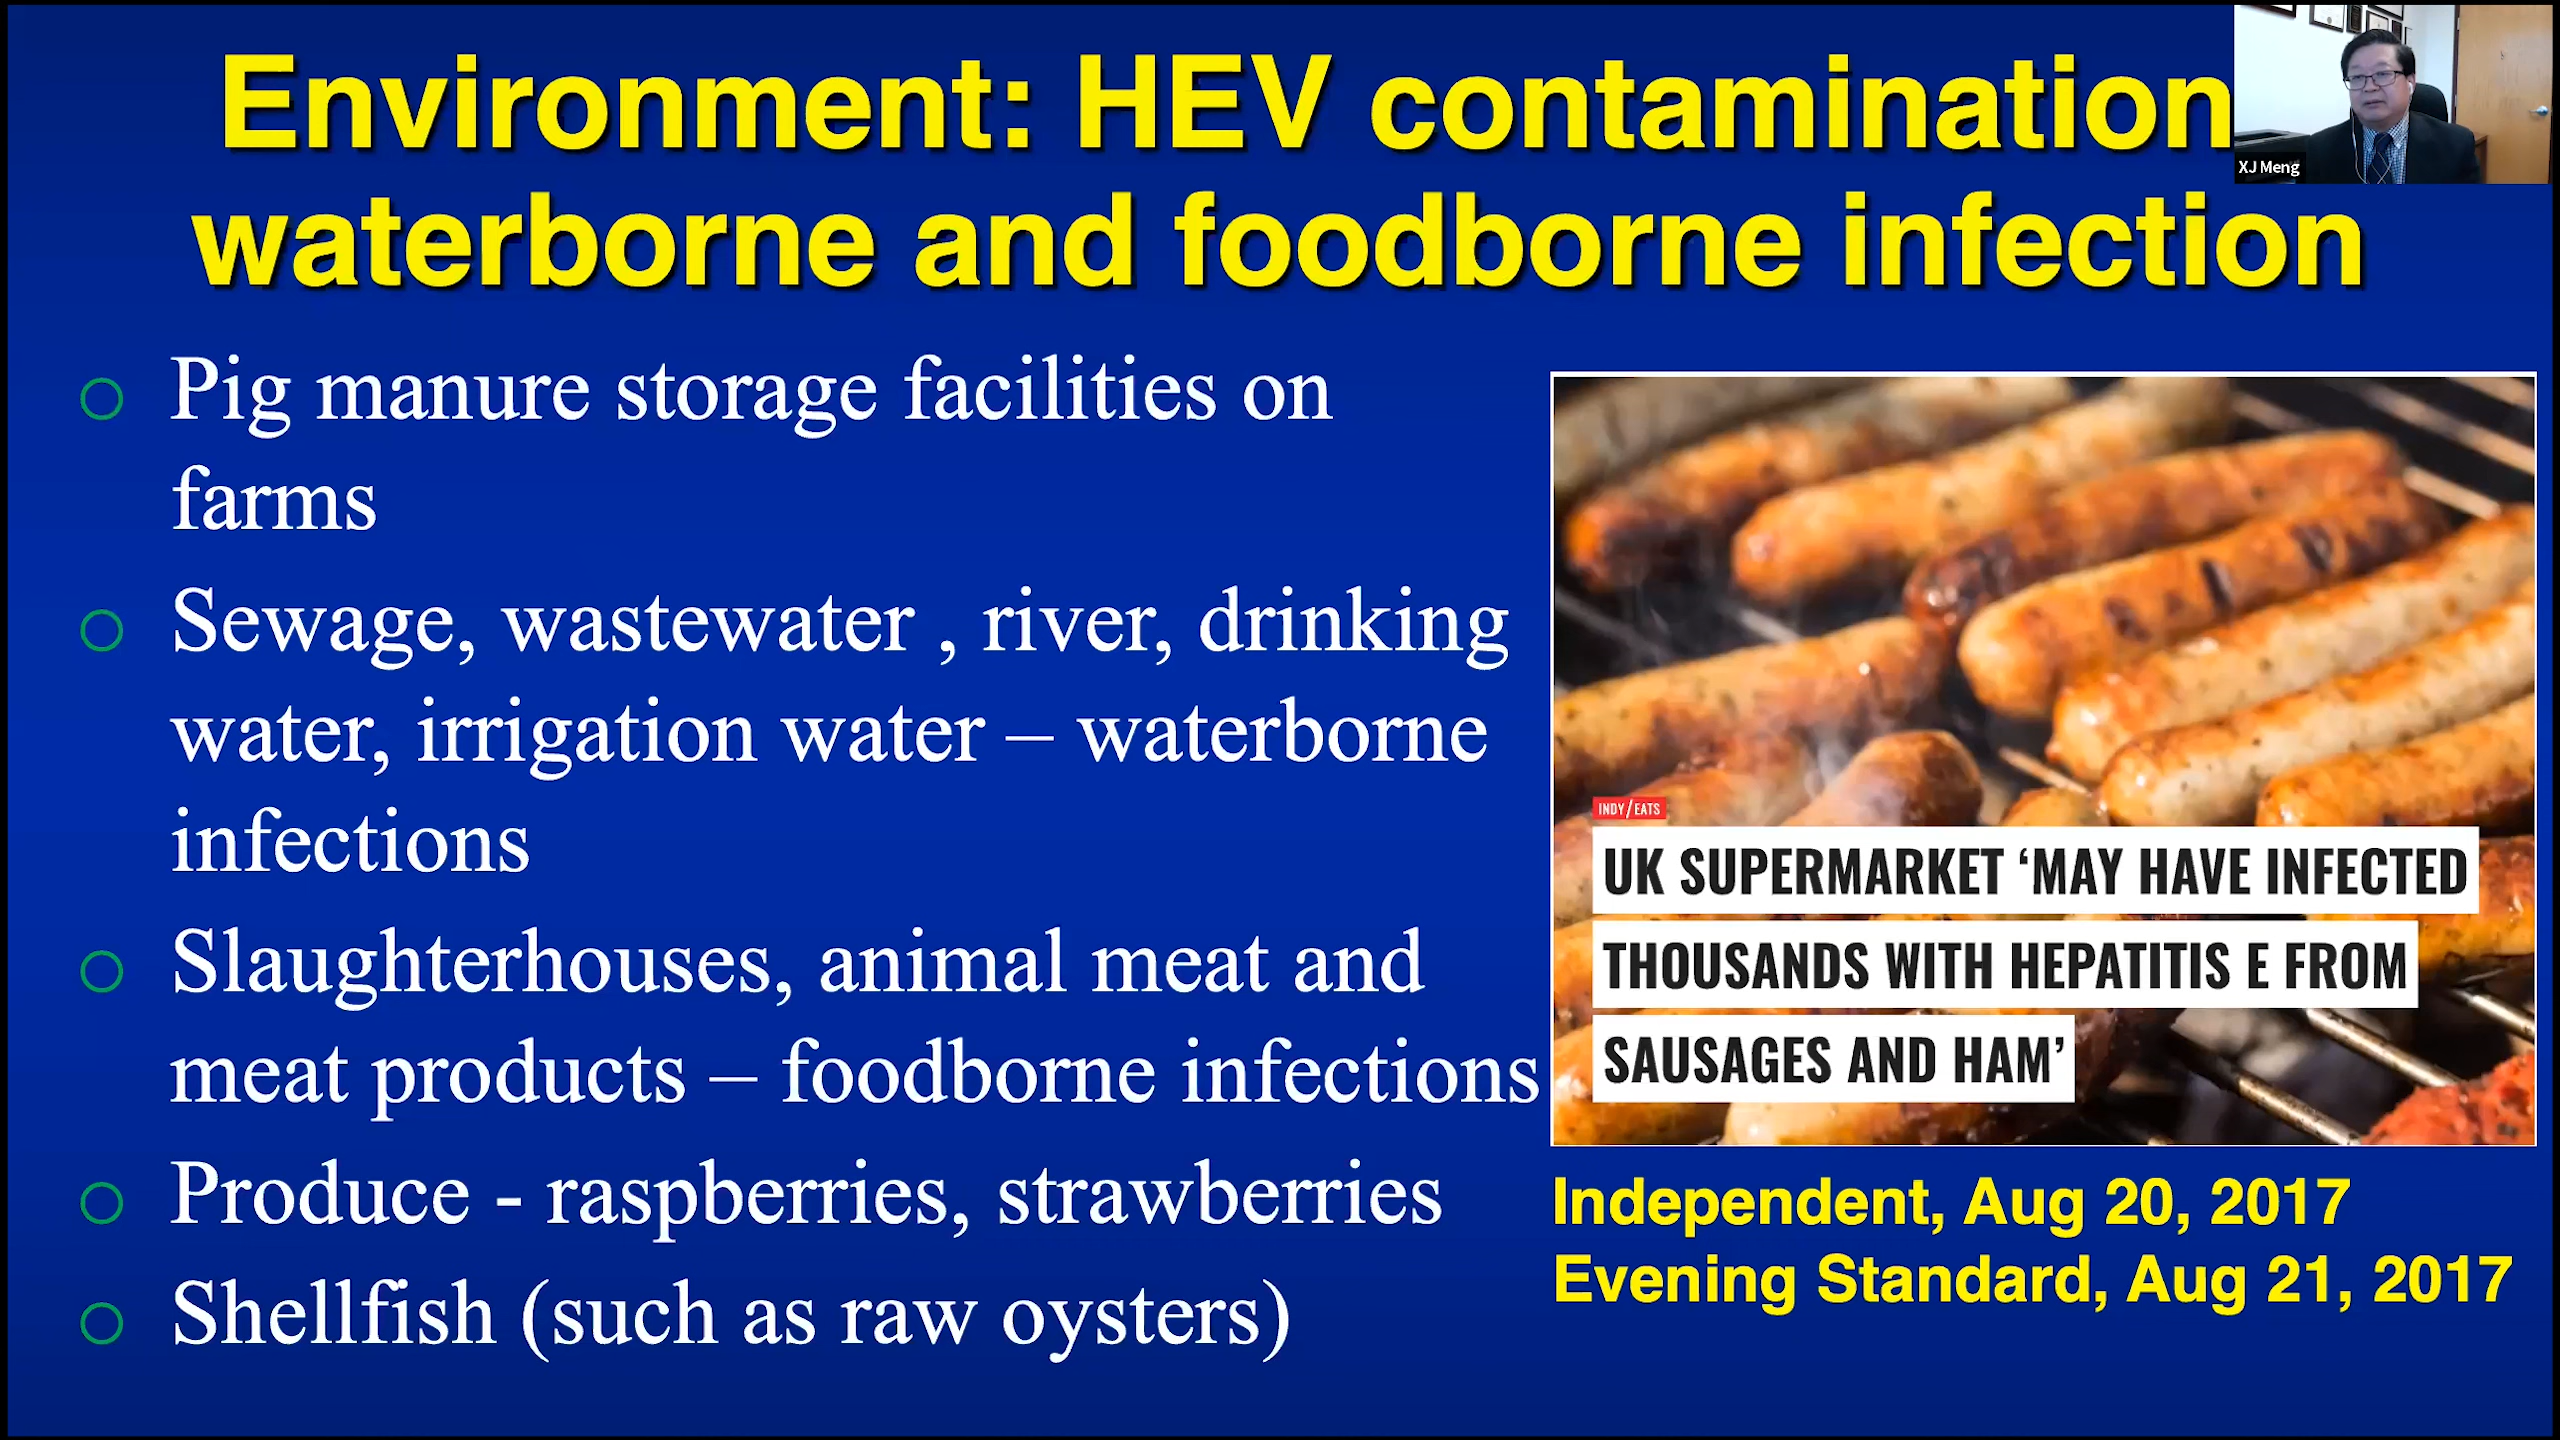 Environment: HEV contamination
waterborne and foodborne infection
XJ Meng
Pig manure storage facilities on
farms
Sewage, wastewater , river, drinking
water, irrigation water – waterborne
infections
Slaughterhouses, animal meat and
meat products – foodborne infections
Produce - raspberries, strawberries
Shellfish (such as raw oysters)
INDY/EATS
UK SUPERMARKET ‘MAY HAVE INFECTED
THOUSANDS WITH HEPATITIS E FROM
SAUSAGES AND HAM’
Independent, Aug 20, 2017
Evening Standard, Aug 21, 2017